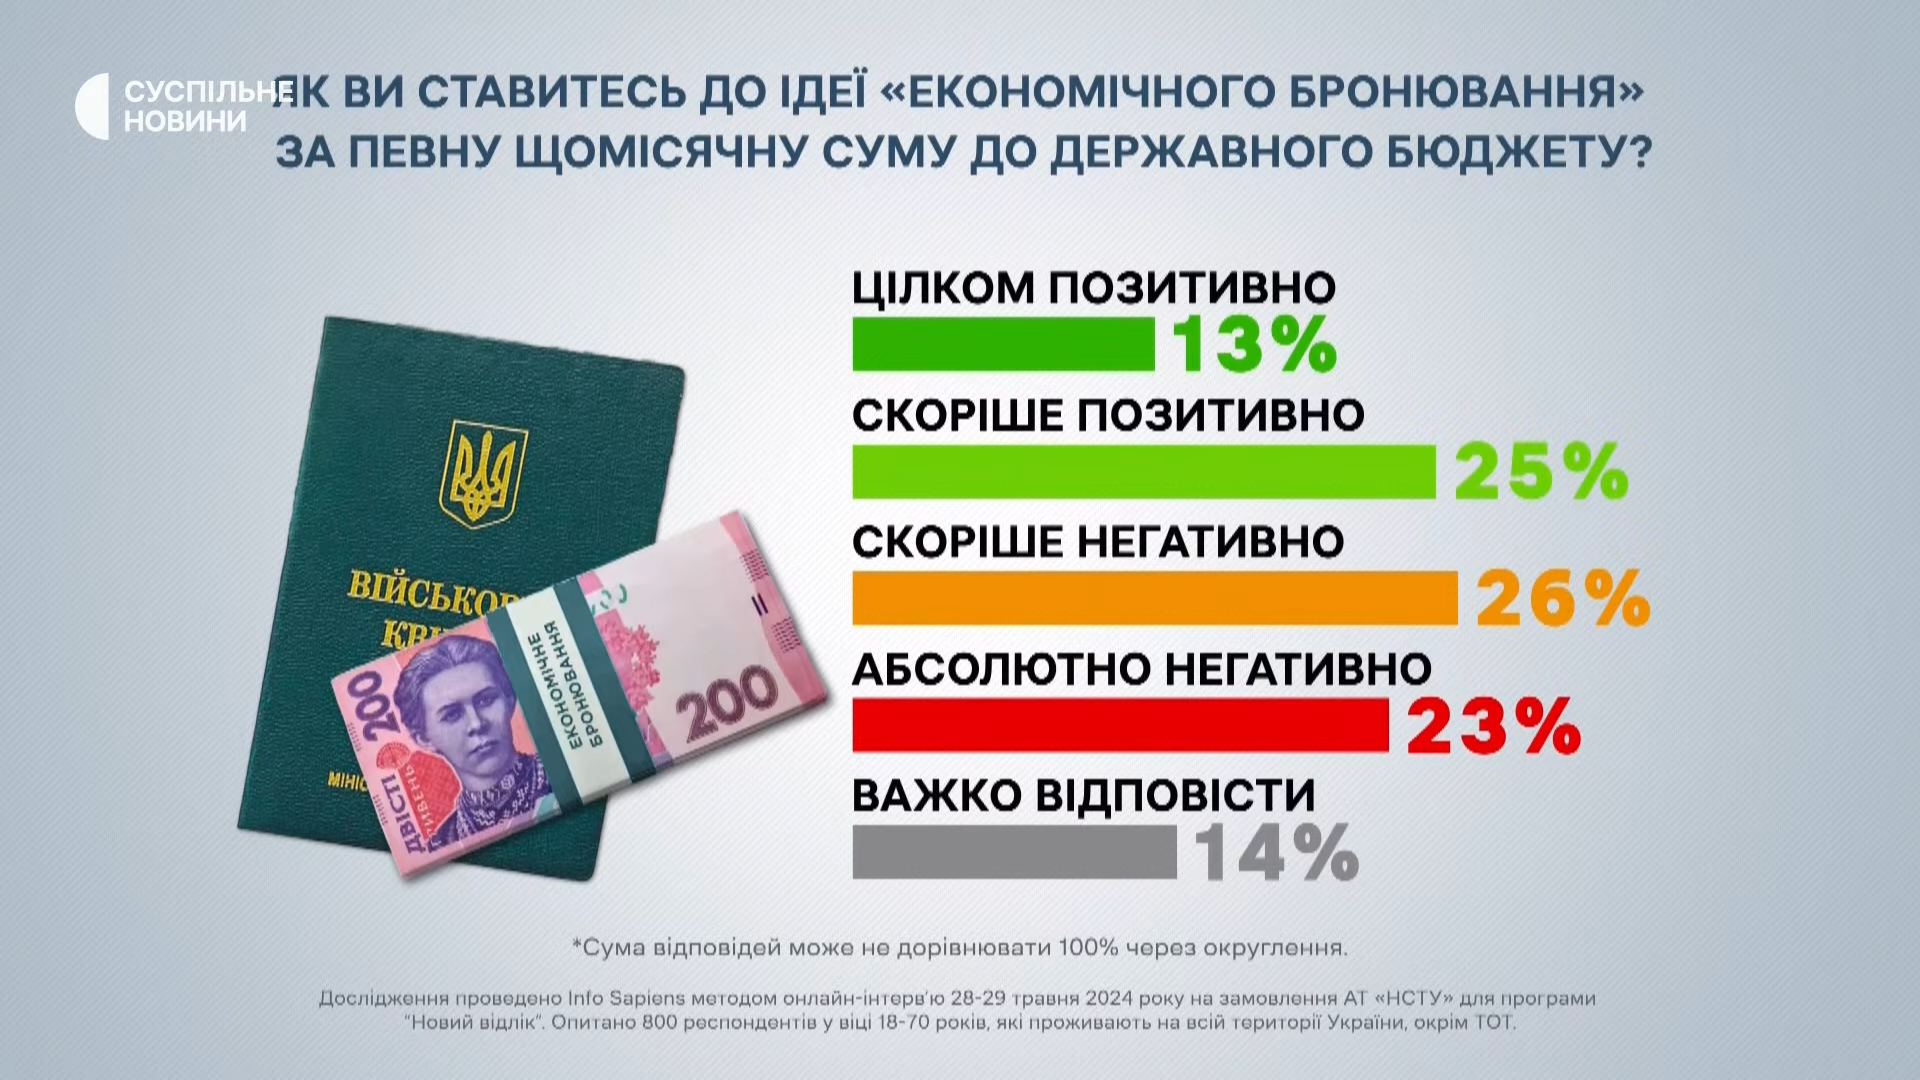 СУСПІЛЬНЕ
НОВИНИ
ЯК ВИ СТАВИТЕСЬ ДО ІДЕЇ «ЕКОНОМІЧНОГО БРОНЮВАННЯ»
ЗА ПЕВНУ ЩОМІСЯЧНУ СУМУ ДО ДЕРЖАВНОГО БЮДЖЕТУ?
ЦІЛКОМ ПОЗИТИВНО
13%
СКОРІШЕ ПОЗИТИВНО
25%
СКОРІШЕ НЕГАТИВНО
26%
АБСОЛЮТНО НЕГАТИВНО
23%
ВАЖКО ВІДПОВІСТИ
14%
200
ДВІСТІ
ЕКОНОМІЧНЕ
БРОНЮВАННЯ
200
*Сума відповідей може не дорівнювати 100% через округлення.
Дослідження проведено Info Sapiens методом онлайн-інтерв'ю 28-29 травня 2024 року на замовлення АТ «НСТУ» для програми
"Новий відлік". Опитано 800 респондентів у віці 18-70 років, які проживають на всій території України, окрім ТОТ.